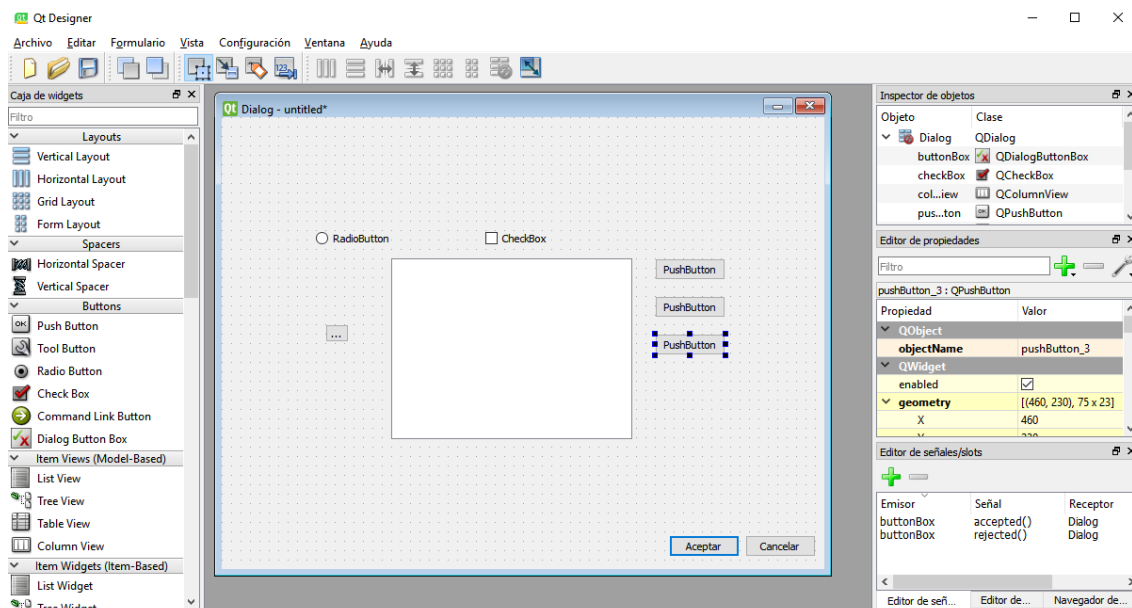 Qt Designer
Archivo Editar Formulario Vista Configuración Ventana Ayuda
Caja de widgets
Filtro
Layouts
Vertical Layout
Horizontal Layout
Grid Layout
Form Layout
Spacers
Horizontal Spacer
Vertical Spacer
Buttons
Push Button
Tool Button
Radio Button
Check Box
Command Link Button
Dialog Button Box
Item Views (Model-Based)
List View
Tree View
Table View
Column View
Item Widgets (Item-Based)
List Widget
Tree Widget
Dialog - untitled*
RadioButton CheckBox
PushButton
PushButton
...
PushButton
Aceptar Cancelar
Inspector de objetos
Objeto Clase
Dialog QDialog
buttonBox QDialogButtonBox
checkBox QCheckBox
col...iew QColumnView
pus...ton QPushButton
Editor de propiedades
Filtro
pushButton_3 : QPushButton
Propiedad Valor
QObject
objectName pushButton_3
QWidget
enabled
geometry [(460, 230), 75 x 23]
X 460
Y 230
Editor de señales/slots
Emisor Señal Receptor
buttonBox accepted() Dialog
buttonBox rejected() Dialog
Editor de señ... Editor de... Navegador de...